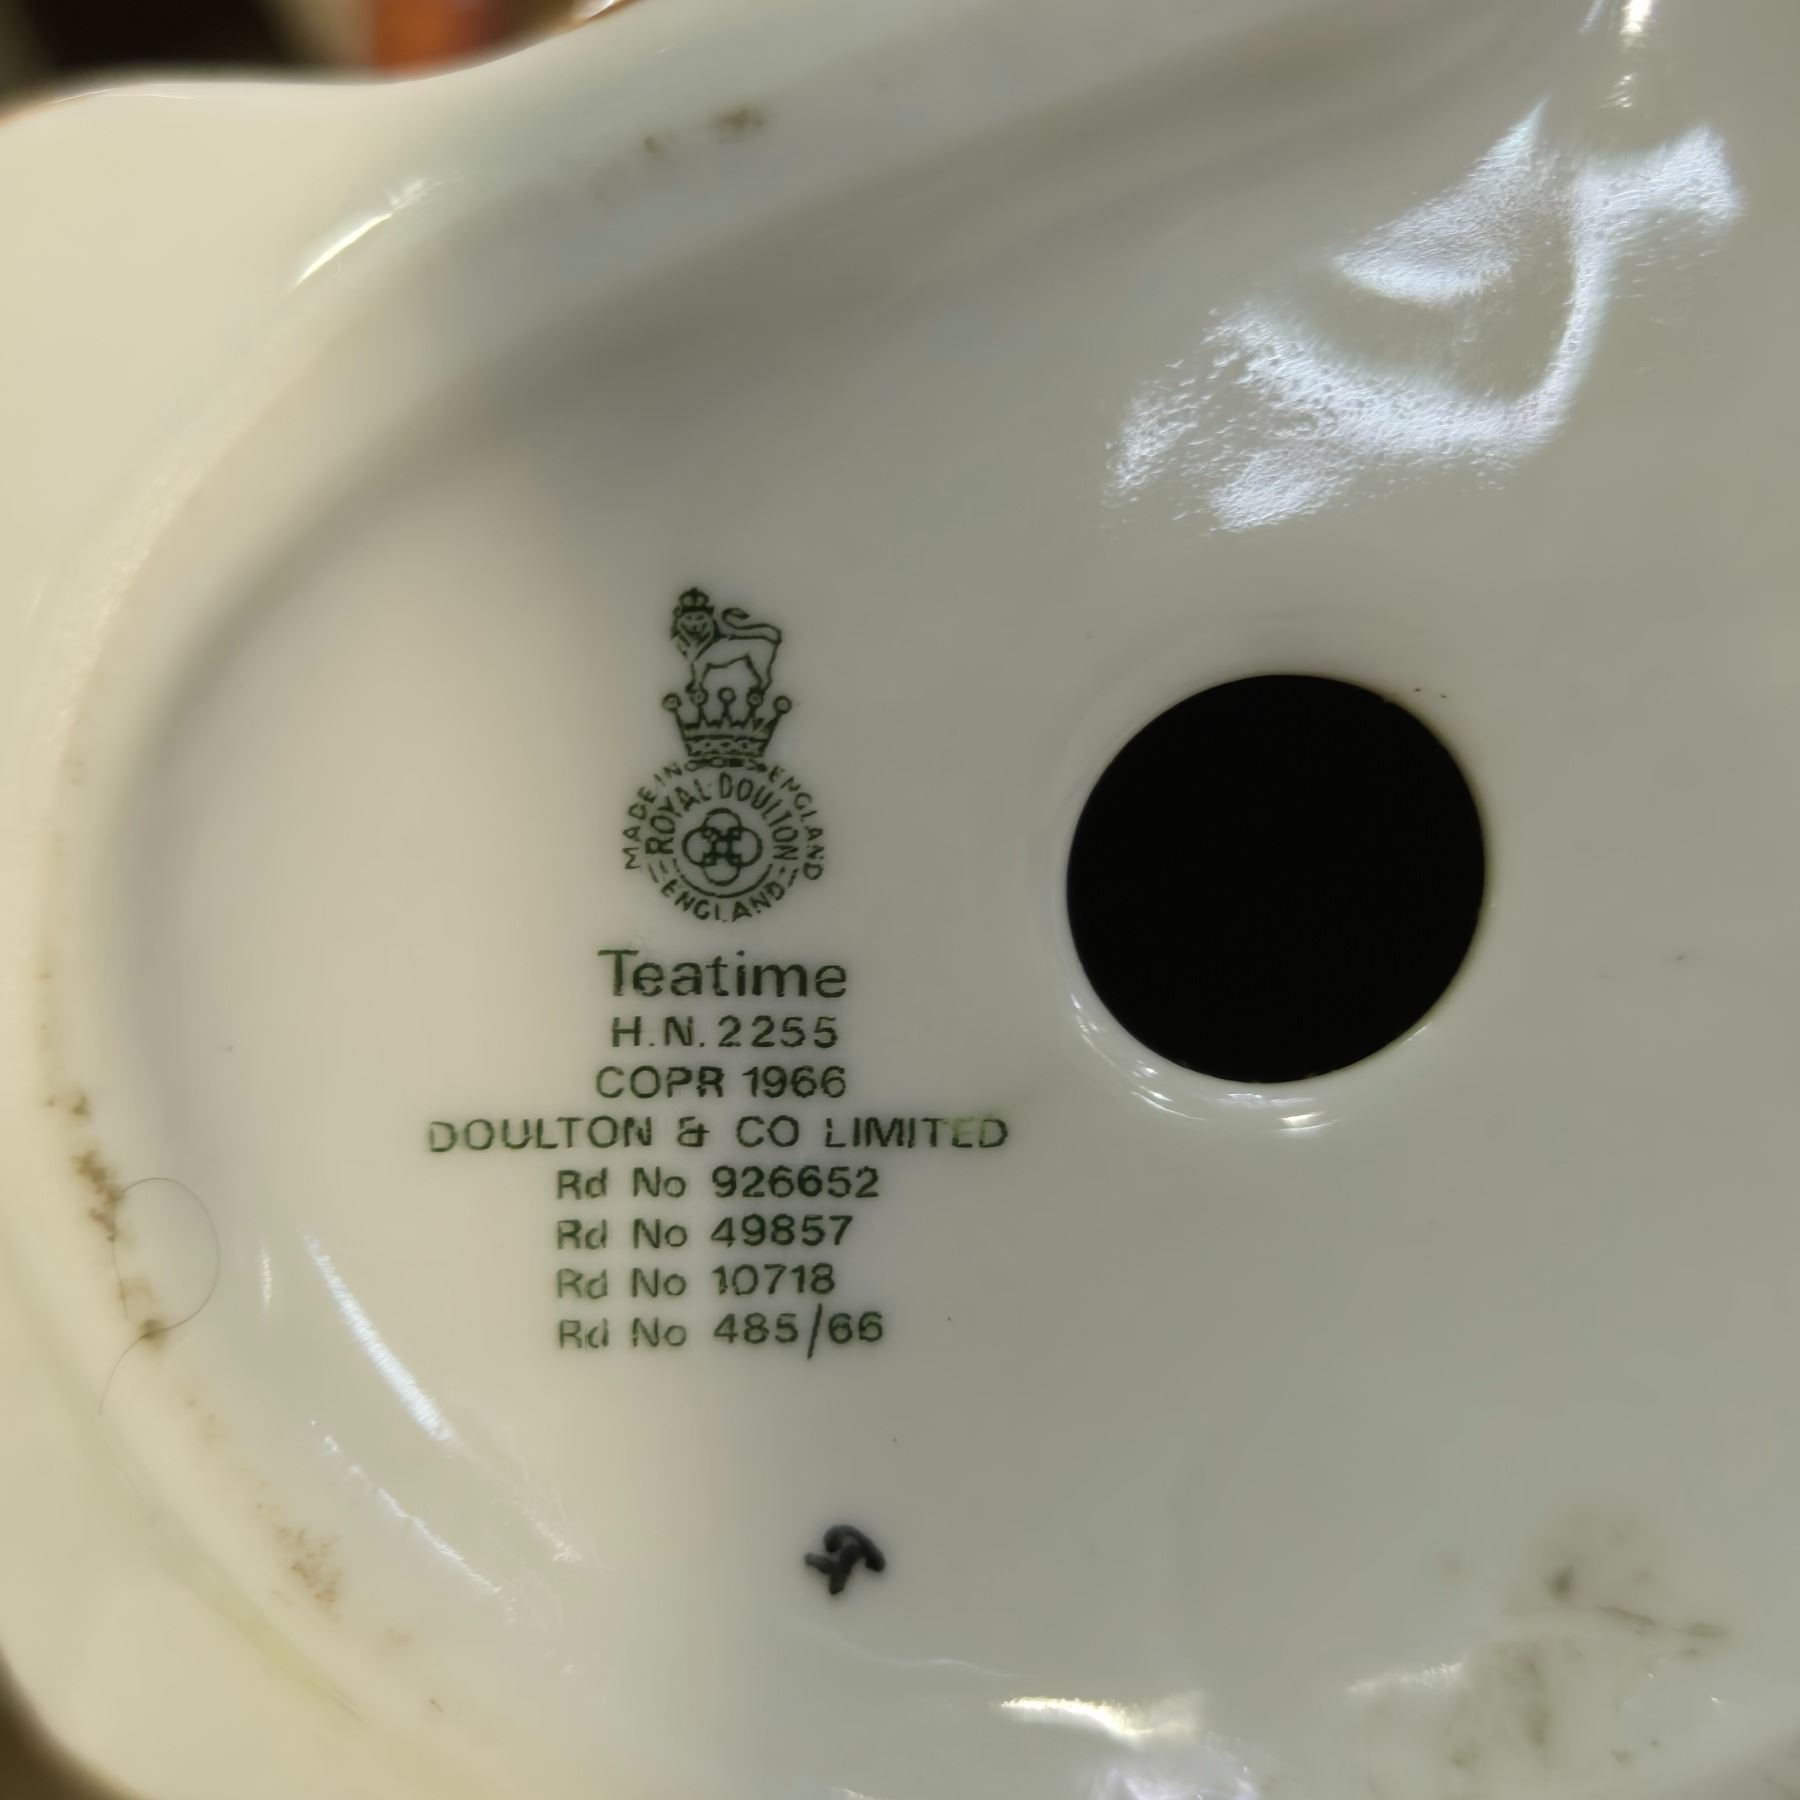 MADE IN ENGLAND
ROYAL DOULTON
ENGLAND
Teatime
H.N. 2255
COPR 1966
DOULTON & CO LIMITED
Rd No 926652
Rd No 49857
Rd No 10718
Rd No 485/66